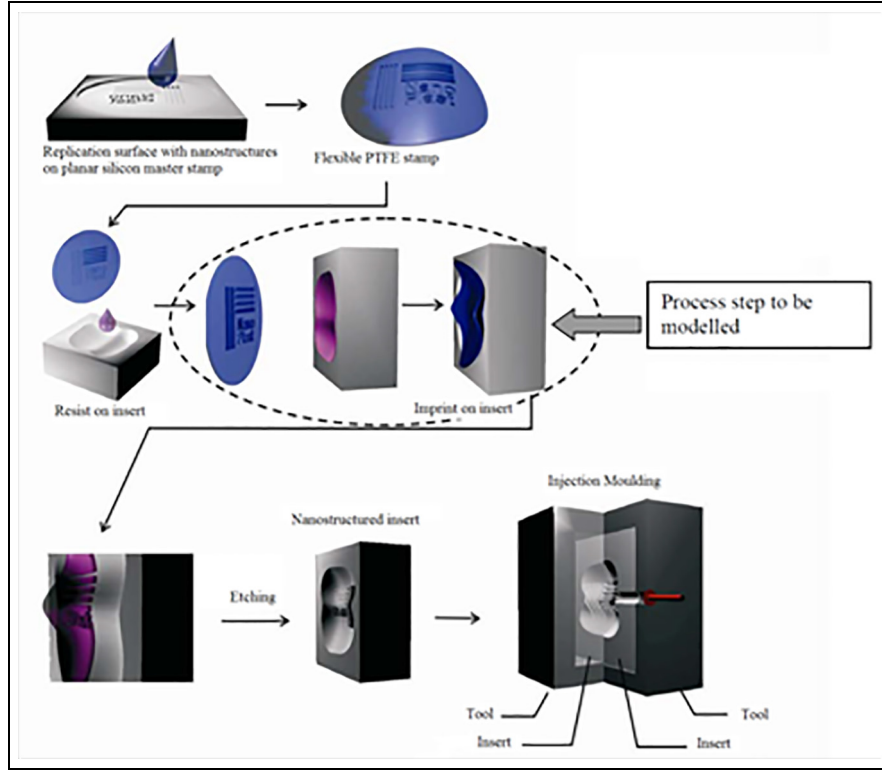 Replication surface with nanostructures
on planar silicon master stamp
Flexible PTFE stamp
Process step to be
modelled
Resist on insert
Imprint on insert
Injection Moulding
Nanostructured insert
Etching
Tool
Insert
Tool
Insert